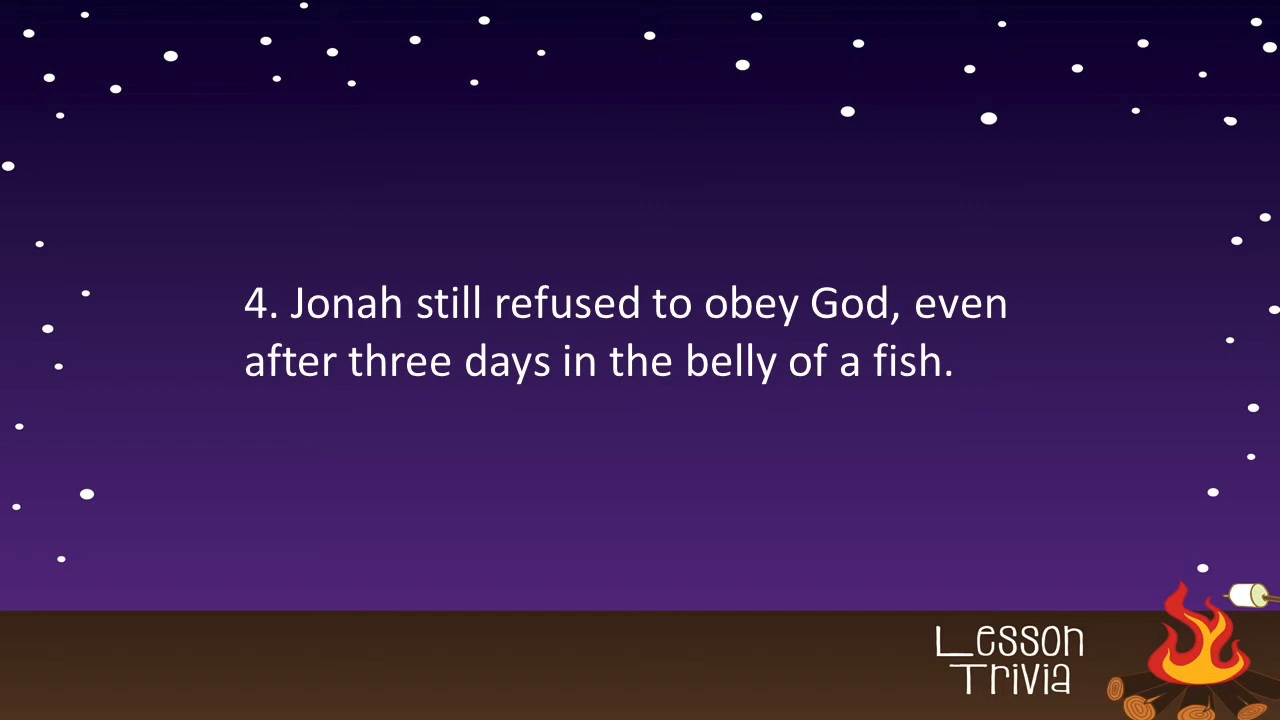 4. Jonah still refused to obey God, even
after three days in the belly of a fish.
Lesson
Trivia